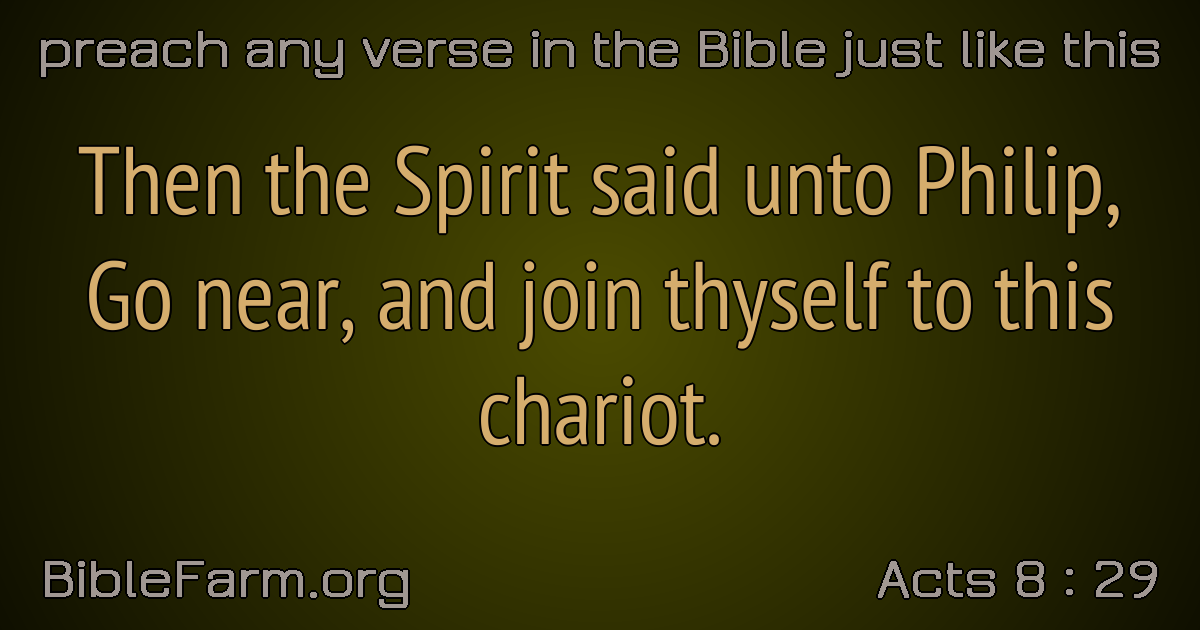 preach any verse in the Bible just like this
Then the Spirit said unto Philip,
Go near, and join thyself to this
chariot.
BibleFarm.org
Acts 8 : 29